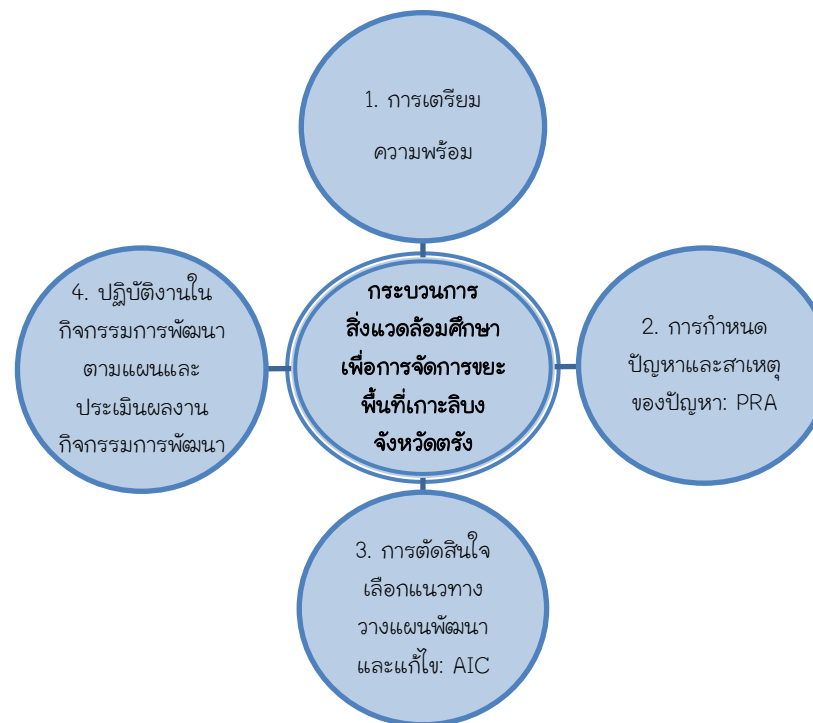 1. การเตรียม
ความพร้อม
กระบวนการ
สิ่งแวดล้อมศึกษา
เพื่อการจัดการขยะ
พื้นที่เกาะลิบง
จังหวัดตรัง
2. การกำหนด
ปัญหาและสาเหตุ
ของปัญหา: PRA
3. การตัดสินใจ
เลือกแนวทาง
วางแผนพัฒนา
และแก้ไข: AIC
4. ปฏิบัติงานใน
กิจกรรมการพัฒนา
ตามแผนและ
ประเมินผลงาน
กิจกรรมการพัฒนา